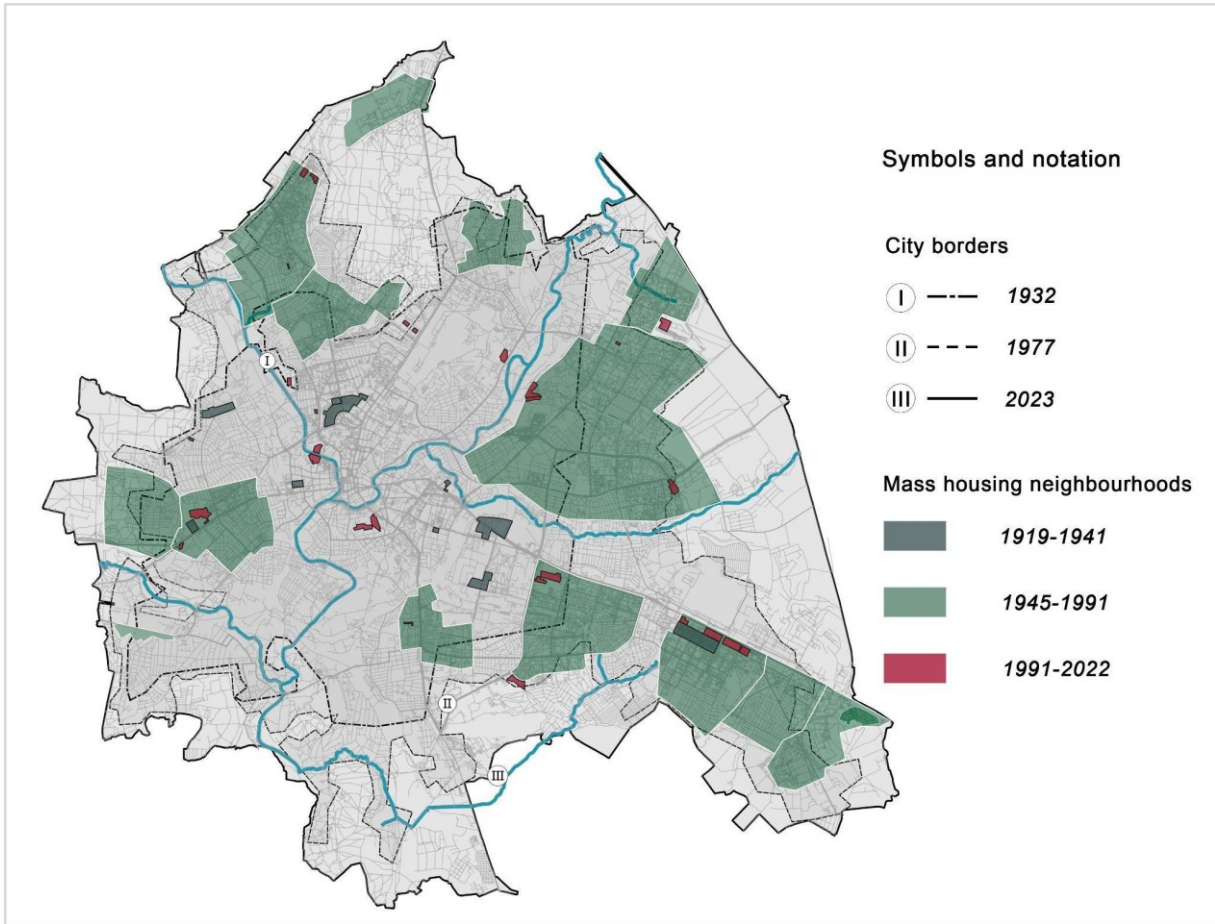 Symbols and notation
City borders
I 1932
II 1977
III 2023
Mass housing neighbourhoods
1919-1941
1945-1991
1991-2022
I
II
III